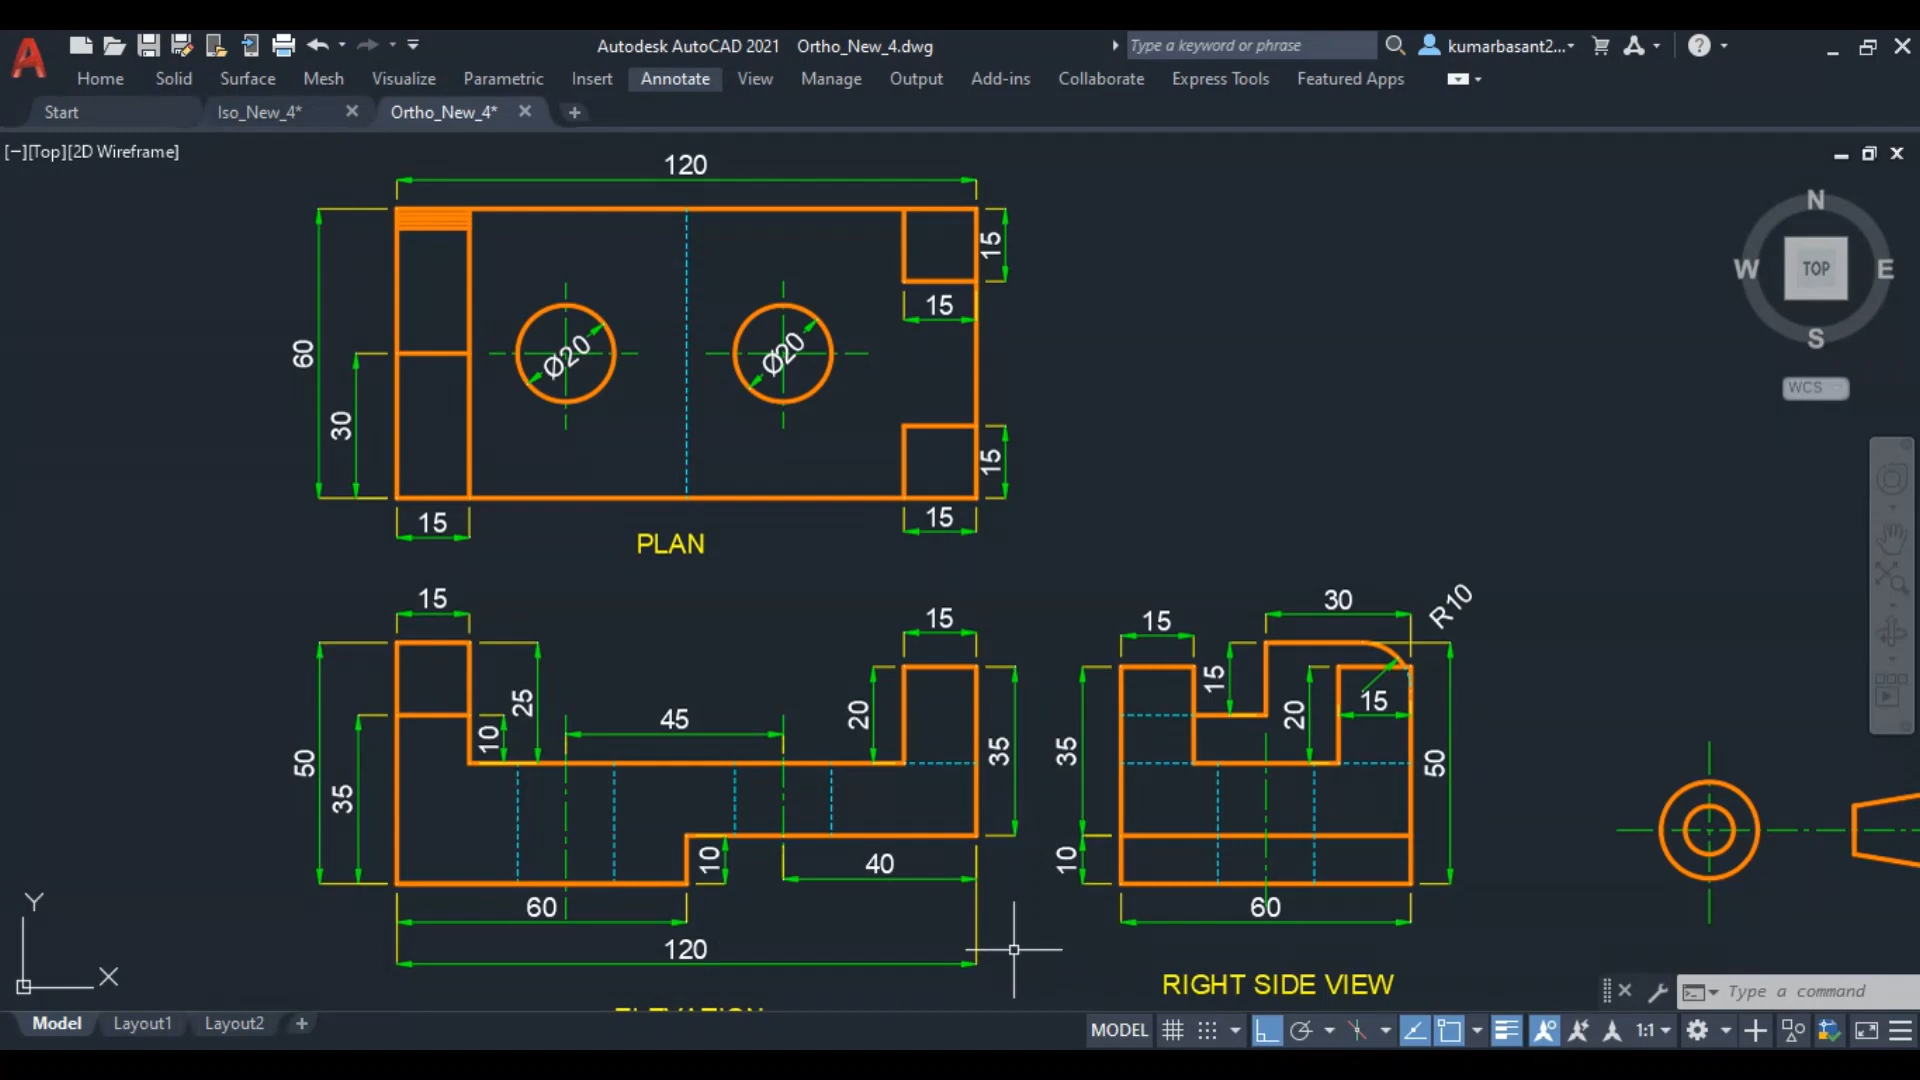 Autodesk AutoCAD 2021 Ortho_New_4.dwg
Type a keyword or phrase
kumarbasant2...
Home Solid Surface Mesh Visualize Parametric Insert Annotate View Manage Output Add-ins Collaborate Express Tools Featured Apps
Start Iso_New_4* Ortho_New_4*
[−][Top][2D Wireframe]
N
W TOP E
S
WCS
120
15
15
60
30
Ø20 Ø20
15
15
15
PLAN
15
15
50
35
25
10
45
20
35
10
40
60
120
ELEVATION
15
30
R10
15
20
15
35
10
50
60
RIGHT SIDE VIEW
Y
X
Type a command
Model Layout1 Layout2
MODEL 1:1